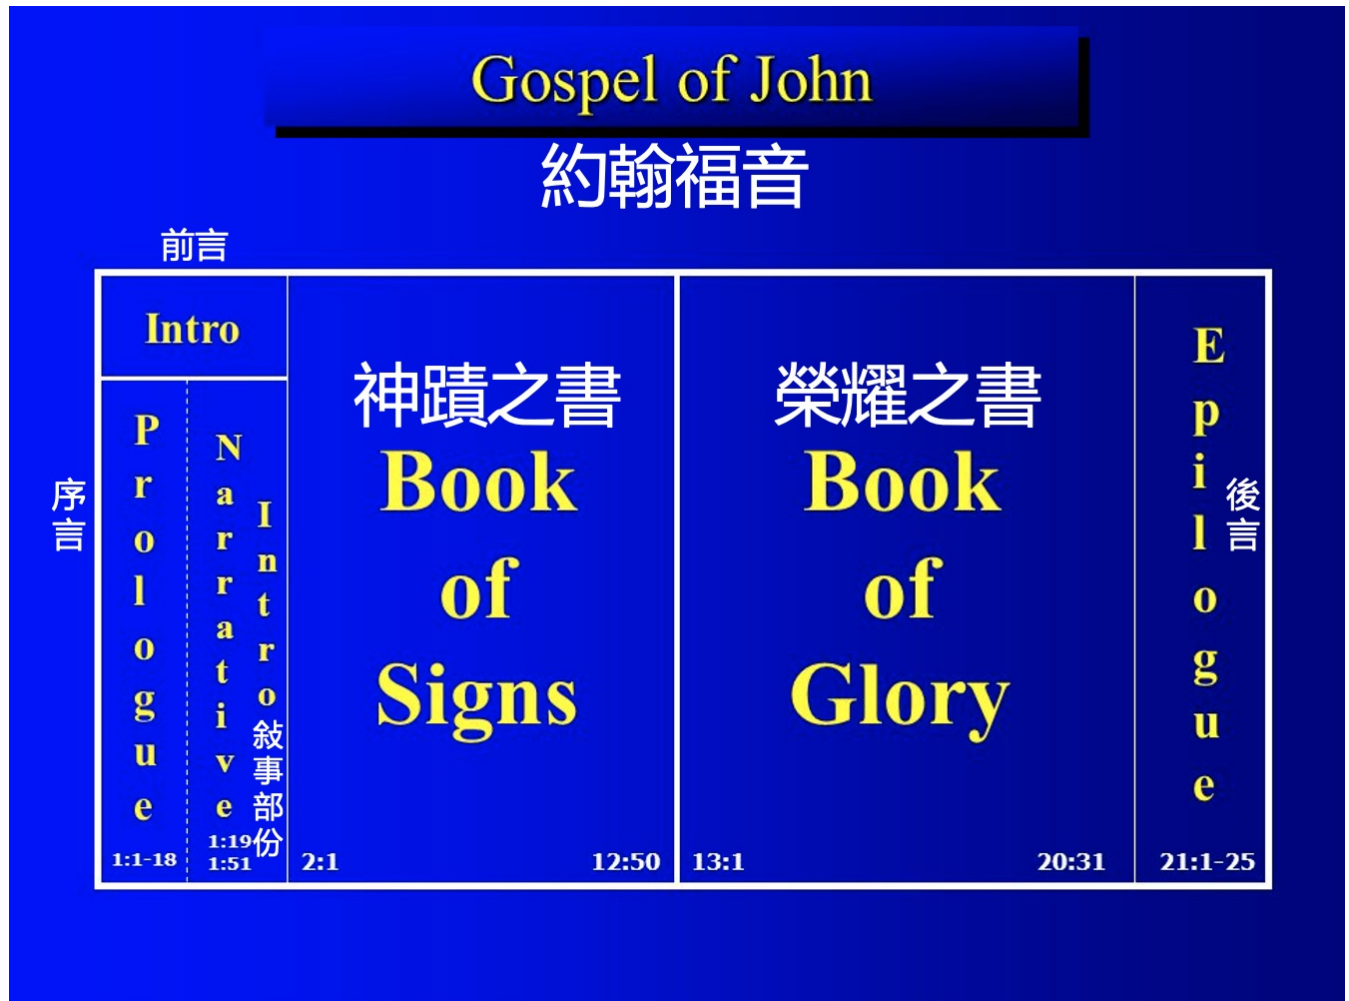 Gospel of John
約翰福音
前言
Intro
序言
Prologue
1:1-18
Narrative
Intro
敍事部份
1:19
1:51
神蹟之書
Book
of
Signs
2:1
12:50
榮耀之書
Book
of
Glory
13:1
20:31
Epilogue
後言
21:1-25